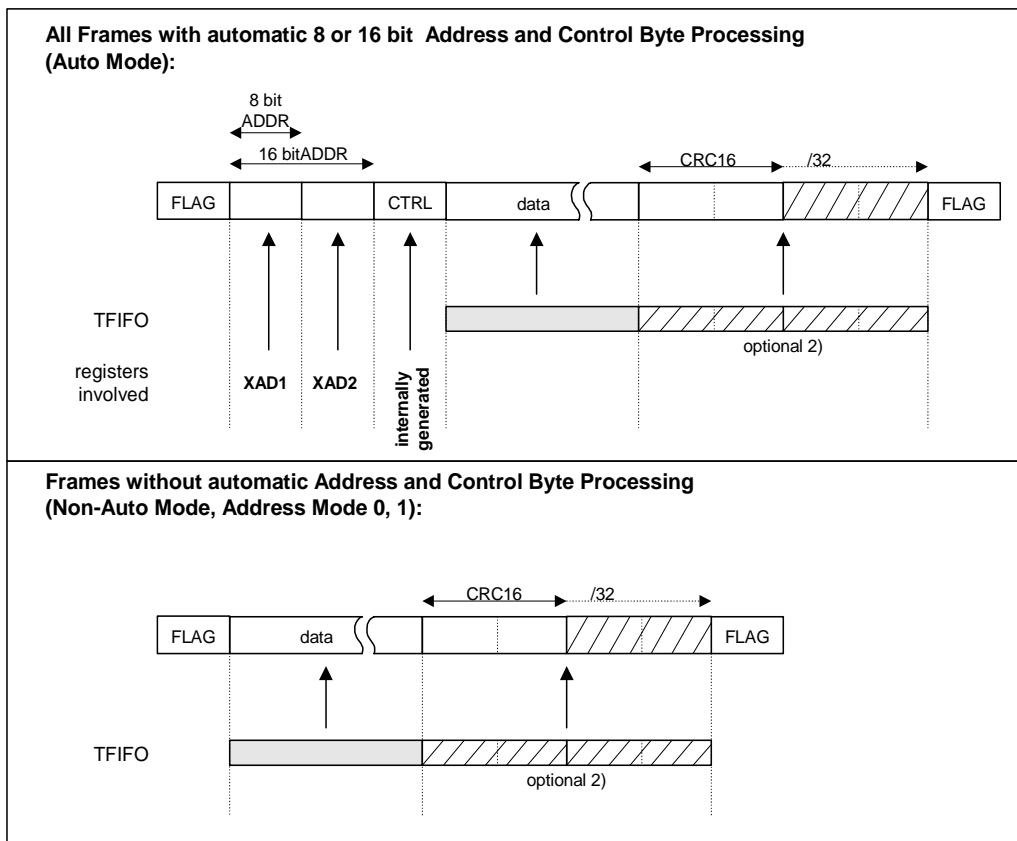 All Frames with automatic 8 or 16 bit Address and Control Byte Processing
(Auto Mode):
8 bit
ADDR
16 bitADDR
CRC16 /32
FLAG CTRL data FLAG
TFIFO
optional 2)
registers
involved
XAD1 XAD2
internally
generated
Frames without automatic Address and Control Byte Processing
(Non-Auto Mode, Address Mode 0, 1):
CRC16 /32
FLAG data FLAG
TFIFO
optional 2)